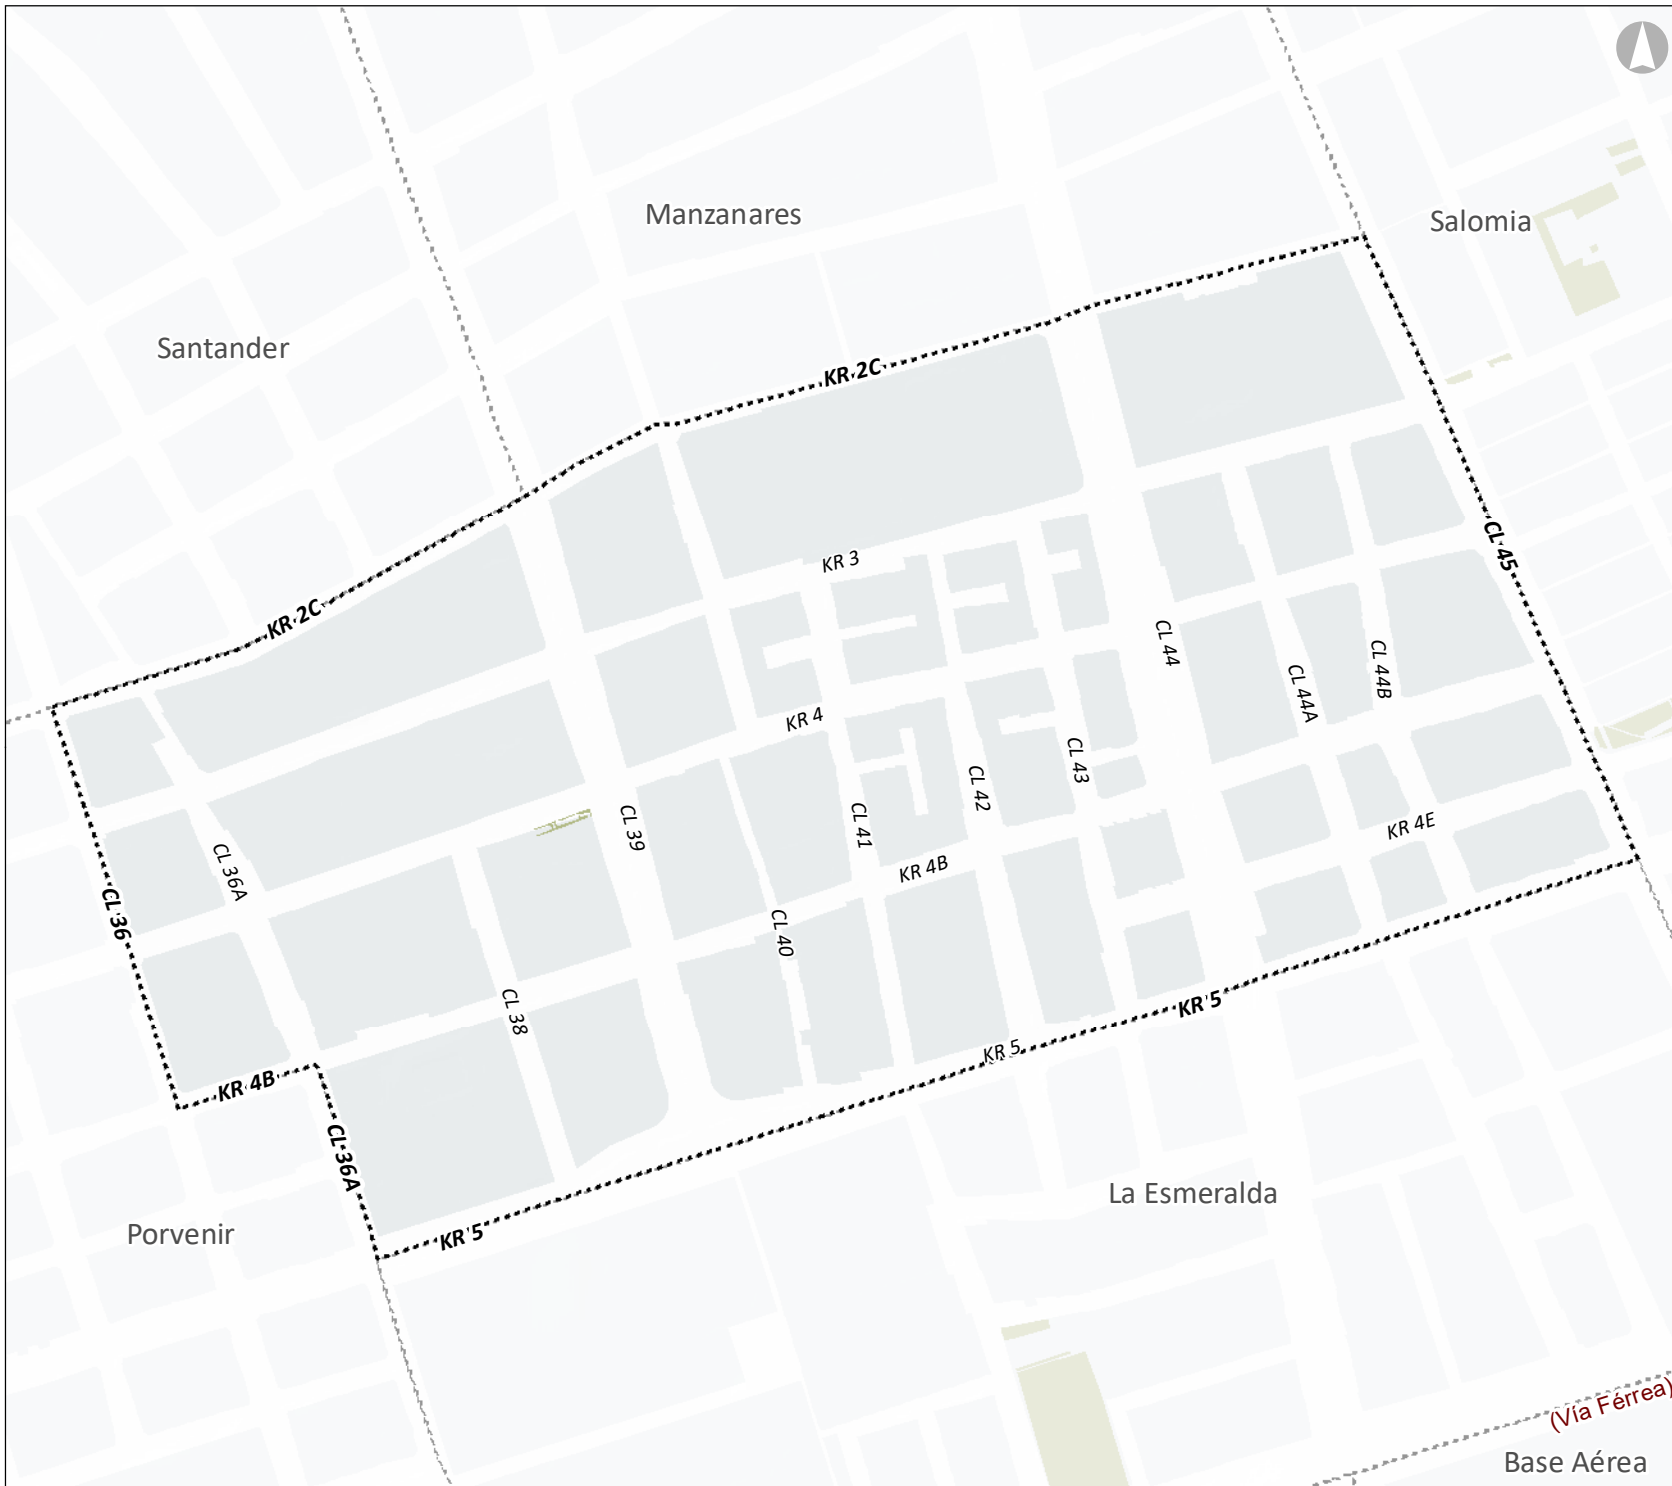 Manzanares
Salomia
Santander
KR 2C
KR 2C
CL 45
KR 3
CL 44
CL 44B
CL 44A
KR 4
CL 43
CL 42
CL 41
CL 39
KR 4E
CL 36A
KR 4B
CL 36
CL 40
CL 38
KR 5
KR 5
KR 4B
CL 36A
La Esmeralda
Porvenir
KR 5
(Vía Férrea)
Base Aérea